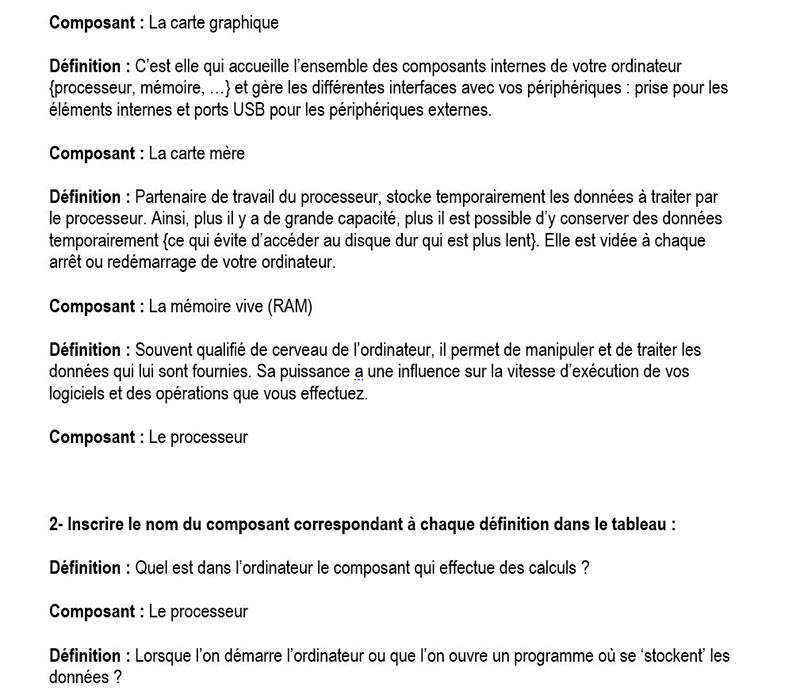 Composant : La carte graphique
Définition : C’est elle qui accueille l’ensemble des composants internes de votre ordinateur
{processeur, mémoire, …} et gère les différentes interfaces avec vos périphériques : prise pour les
éléments internes et ports USB pour les périphériques externes.
Composant : La carte mère
Définition : Partenaire de travail du processeur, stocke temporairement les données à traiter par
le processeur. Ainsi, plus il y a de grande capacité, plus il est possible d’y conserver des données
temporairement {ce qui évite d’accéder au disque dur qui est plus lent}. Elle est vidée à chaque
arrêt ou redémarrage de votre ordinateur.
Composant : La mémoire vive (RAM)
Définition : Souvent qualifié de cerveau de l’ordinateur, il permet de manipuler et de traiter les
données qui lui sont fournies. Sa puissance a une influence sur la vitesse d’exécution de vos
logiciels et des opérations que vous effectuez.
Composant : Le processeur
2- Inscrire le nom du composant correspondant à chaque définition dans le tableau :
Définition : Quel est dans l’ordinateur le composant qui effectue des calculs ?
Composant : Le processeur
Définition : Lorsque l’on démarre l’ordinateur ou que l’on ouvre un programme où se ‘stockent’ les
données ?